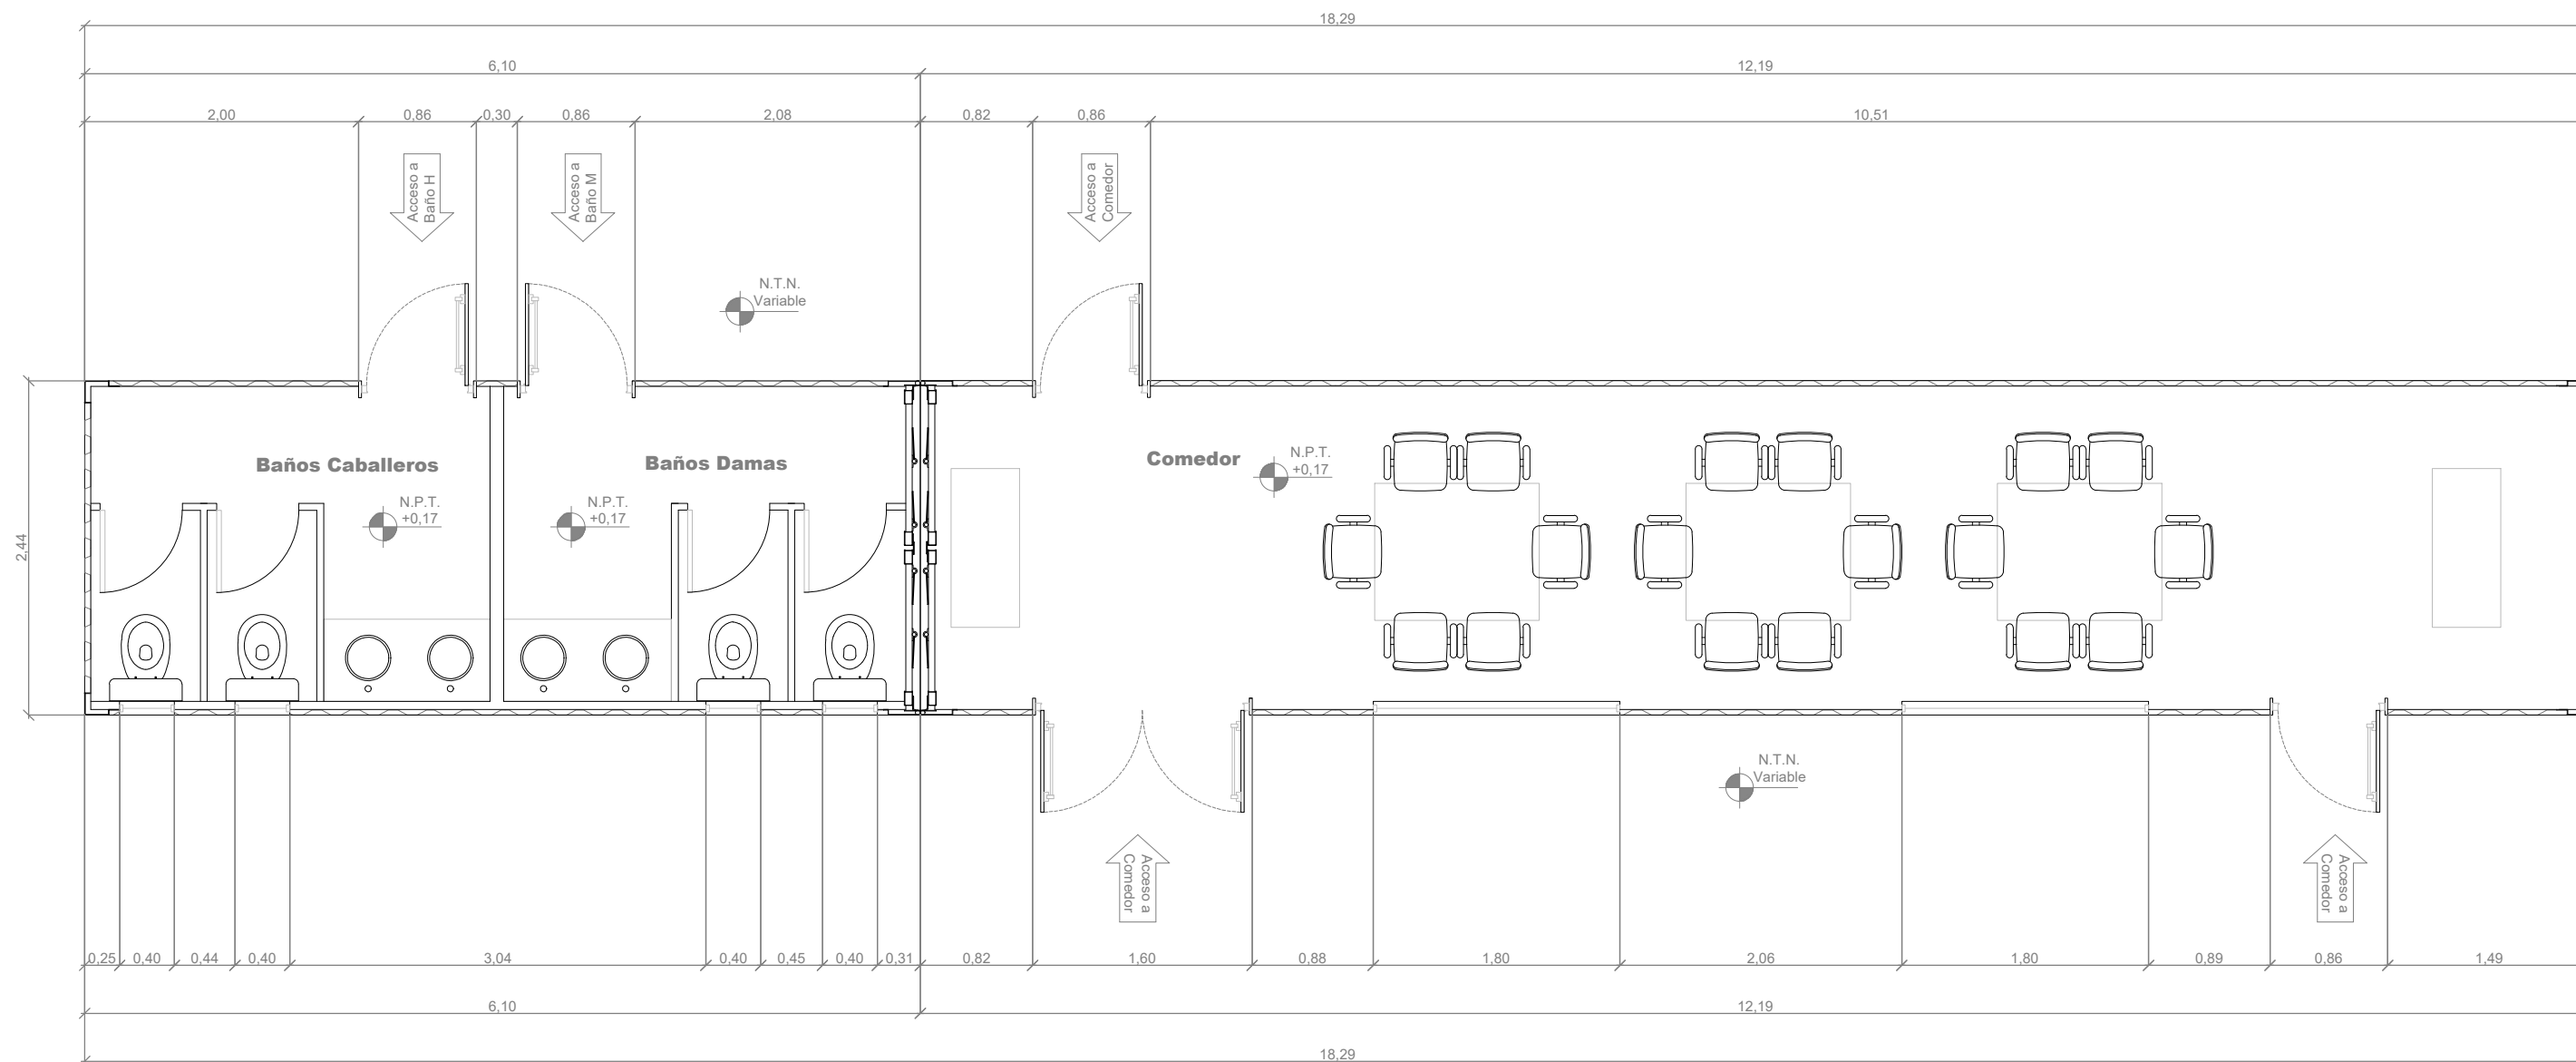 18,29
6,10
12,19
2,00
0,86
0,30
0,86
2,08
0,82
0,86
10,51
Acceso a
Baño H
Acceso a
Baño M
Acceso a
Comedor
N.T.N.
Variable
Baños Caballeros
Baños Damas
Comedor
N.P.T.
+0,17
N.P.T.
+0,17
N.P.T.
+0,17
2,44
N.T.N.
Variable
Acceso a
Comedor
Acceso a
Comedor
0,25
0,40
0,44
0,40
3,04
0,40
0,45
0,40
0,31
0,82
1,60
0,88
1,80
2,06
1,80
0,89
0,86
1,49
6,10
12,19
18,29